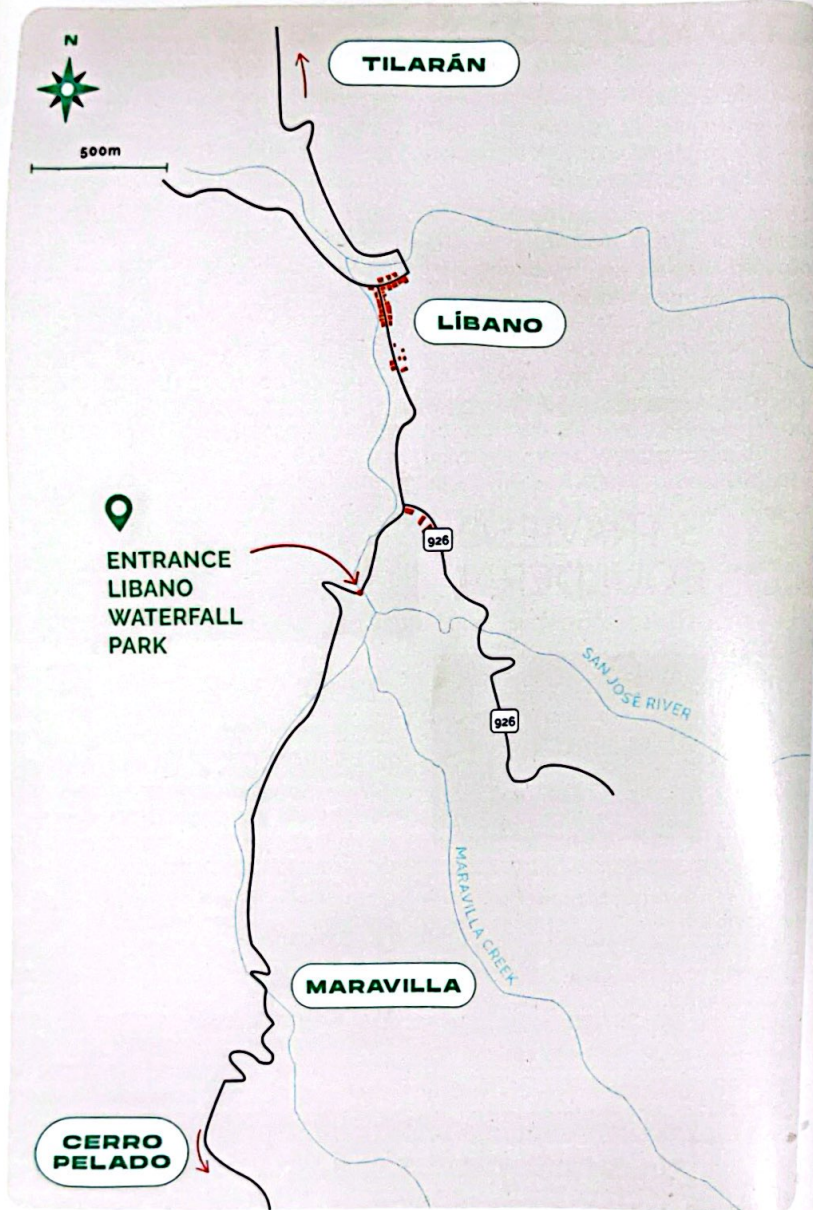 N
TILARÁN
500m
LÍBANO
926
ENTRANCE
LIBANO
WATERFALL
PARK
SAN JOSÉ RIVER
926
MARAVILLA CREEK
MARAVILLA
CERRO
PELADO